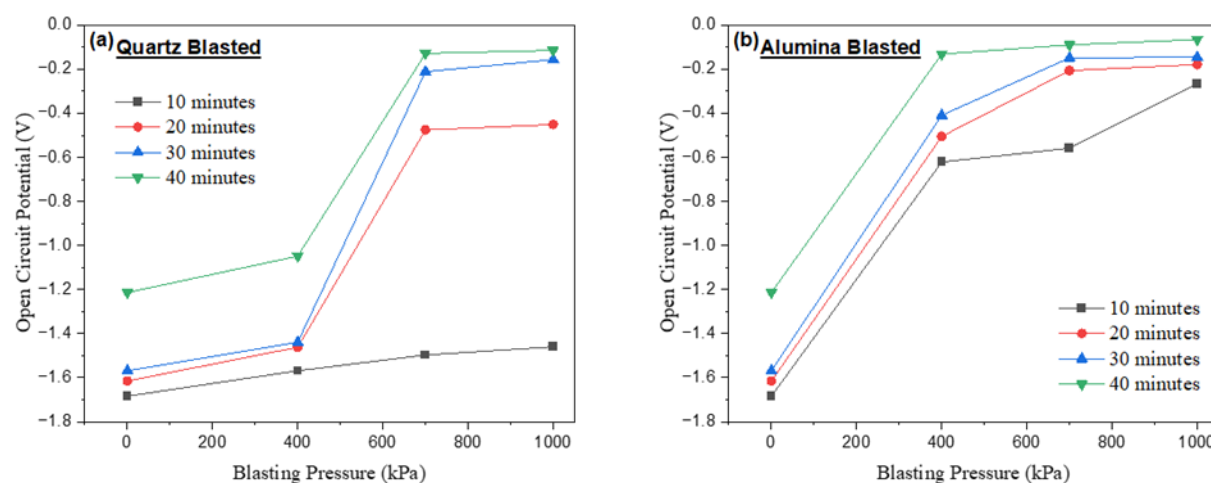 (a) Quartz Blasted
0.0
−0.2
−0.4
−0.6
−0.8
−1.0
−1.2
−1.4
−1.6
−1.8
Open Circuit Potential (V)
10 minutes
20 minutes
30 minutes
40 minutes
0 200 400 600 800 1000
Blasting Pressure (kPa)
(b) Alumina Blasted
0.0
−0.2
−0.4
−0.6
−0.8
−1.0
−1.2
−1.4
−1.6
−1.8
Open Circuit Potential (V)
10 minutes
20 minutes
30 minutes
40 minutes
0 200 400 600 800 1000
Blasting Pressure (kPa)